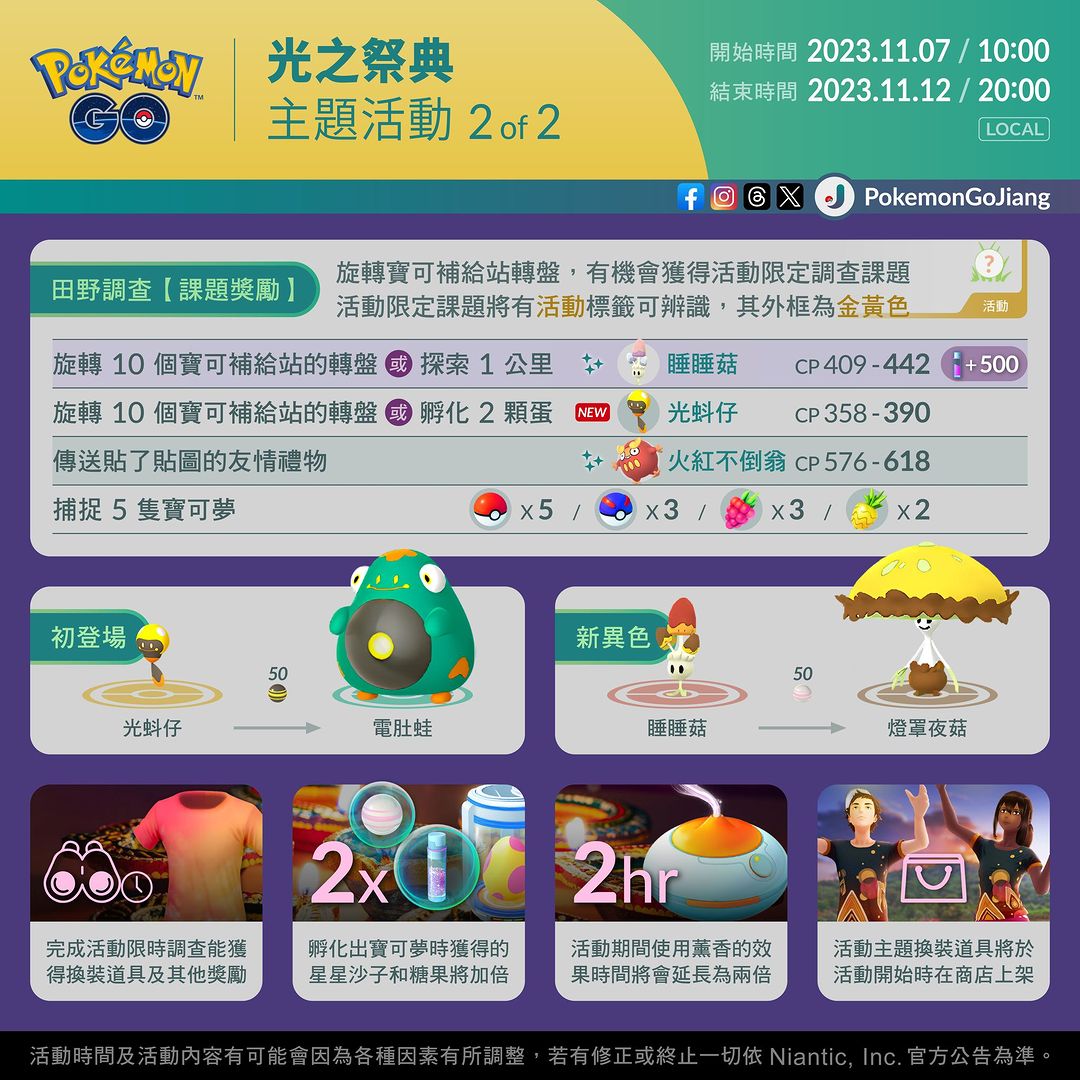 POKÉMON GO™
光之祭典
主題活動 2 of 2
開始時間 2023.11.07 / 10:00
結束時間 2023.11.12 / 20:00
LOCAL
PokemonGoJiang
田野調查【課題獎勵】
旋轉寶可補給站轉盤，有機會獲得活動限定調查課題
活動限定課題將有活動標籤可辨識，其外框為金黃色
?
活動
旋轉 10 個寶可補給站的轉盤 或 探索 1 公里 睡睡菇 CP 409 - 442 +500
旋轉 10 個寶可補給站的轉盤 或 孵化 2 顆蛋 NEW 光蚪仔 CP 358 - 390
傳送貼了貼圖的友情禮物 火紅不倒翁 CP 576 - 618
捕捉 5 隻寶可夢 x 5 / x 3 / x 3 / x 2
初登場
50
光蚪仔
電肚蛙
新異色
50
睡睡菇
燈罩夜菇
完成活動限時調查能獲
得換裝道具及其他獎勵
2x
孵化出寶可夢時獲得的
星星沙子和糖果將加倍
2hr
活動期間使用薰香的效
果時間將會延長為兩倍
活動主題換裝道具將於
活動開始時在商店上架
活動時間及活動內容有可能會因為各種因素有所調整，若有修正或終止一切依 Niantic, Inc. 官方公告為準。